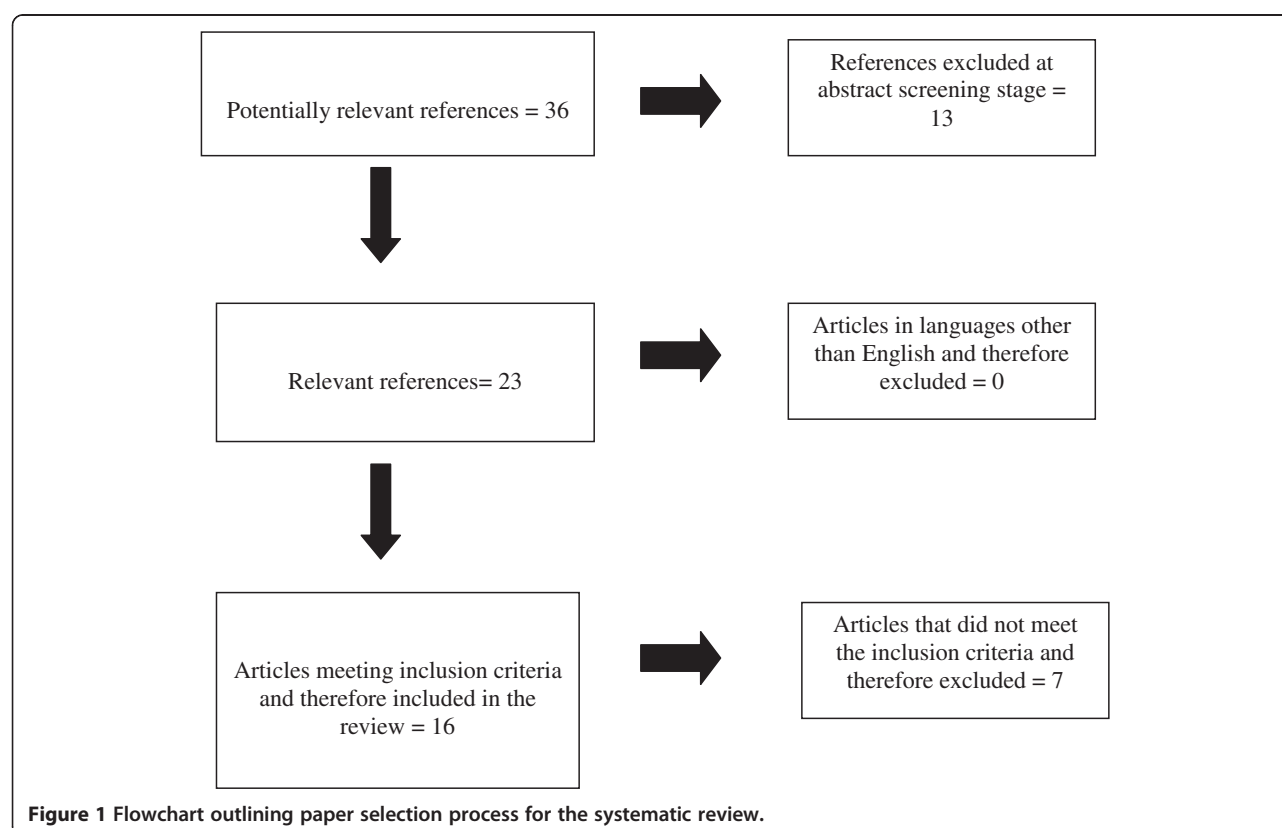 Potentially relevant references = 36
References excluded at
abstract screening stage =
13
Relevant references= 23
Articles in languages other
than English and therefore
excluded = 0
Articles meeting inclusion criteria
and therefore included in the
review = 16
Articles that did not meet
the inclusion criteria and
therefore excluded = 7
Figure 1 Flowchart outlining paper selection process for the systematic review.